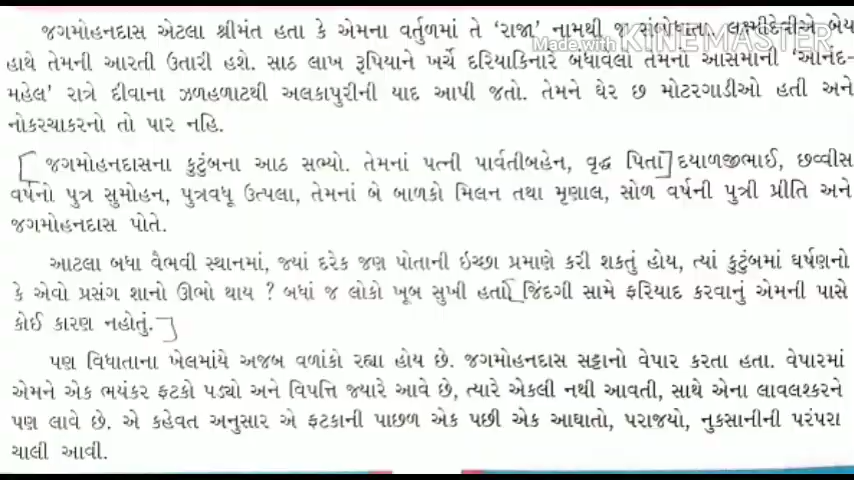 જગમોહનદાસ એટલા શ્રીમંત હતા કે એમના વર્તુળમાં તે ‘રાજા’ નામથી જ સંબોધાતા. લક્ષ્મીદેવીએ બેય
Made with KINEMASTER
હાથે તેમની આરતી ઉતારી હશે. સાઠ લાખ રૂપિયાને ખર્ચે દરિયાકિનારે બંધાવેલો તેમનો આસમાની ‘આનંદ-
મહેલ’ રાત્રે દીવાના ઝળહળાટથી અલકાપુરીની યાદ આપી જતો. તેમને ઘેર છ મોટરગાડીઓ હતી અને
નોકરચાકરનો તો પાર નહિ.
[જગમોહનદાસના કુટુંબના આઠ સભ્યો. તેમનાં પત્ની પાર્વતીબહેન, વૃદ્ધ પિતા] દયાળજીભાઈ, છવ્વીસ
વર્ષનો પુત્ર સુમોહન, પુત્રવધૂ ઉત્પલા, તેમનાં બે બાળકો મિલન તથા મૃણાલ, સોળ વર્ષની પુત્રી પ્રીતિ અને
જગમોહનદાસ પોતે.
આટલા બધા વૈભવી સ્થાનમાં, જ્યાં દરેક જણ પોતાની ઇચ્છા પ્રમાણે કરી શકતું હોય, ત્યાં કુટુંબમાં ઘર્ષણનો
કે એવો પ્રસંગ શાનો ઊભો થાય ? બધાં જ લોકો ખૂબ સુખી હતાં. [જિંદગી સામે ફરિયાદ કરવાનું એમની પાસે
કોઈ કારણ નહોતું.]
પણ વિધાતાના ખેલમાંયે અજબ વળાંકો રહ્યા હોય છે. જગમોહનદાસ સટ્ટાનો વેપાર કરતા હતા. વેપારમાં
એમને એક ભયંકર ફટકો પડ્યો અને વિપત્તિ જ્યારે આવે છે, ત્યારે એકલી નથી આવતી, સાથે એના લાવલશ્કરને
પણ લાવે છે. એ કહેવત અનુસાર એ ફટકાની પાછળ એક પછી એક આઘાતો, પરાજયો, નુકસાનીની પરંપરા
ચાલી આવી.